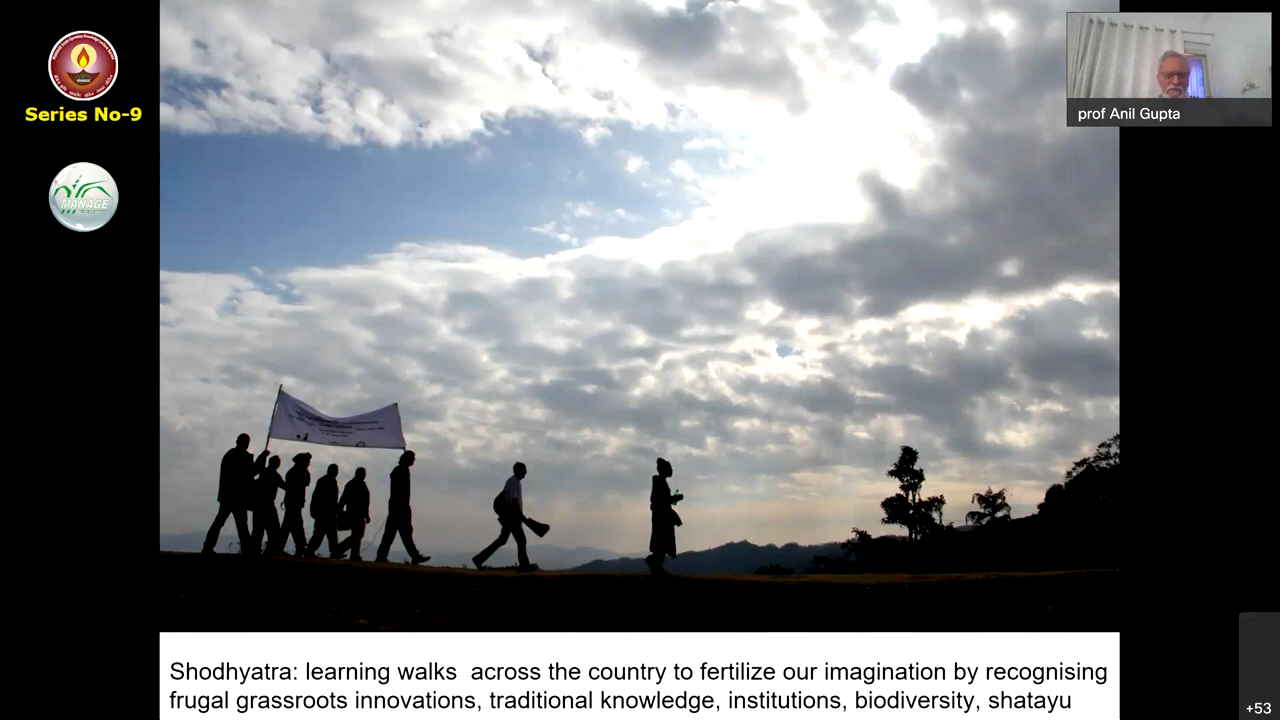 Series No-9
MANAGE
prof Anil Gupta
Shodhyatra: learning walks across the country to fertilize our imagination by recognising
frugal grassroots innovations, traditional knowledge, institutions, biodiversity, shatayu
+53